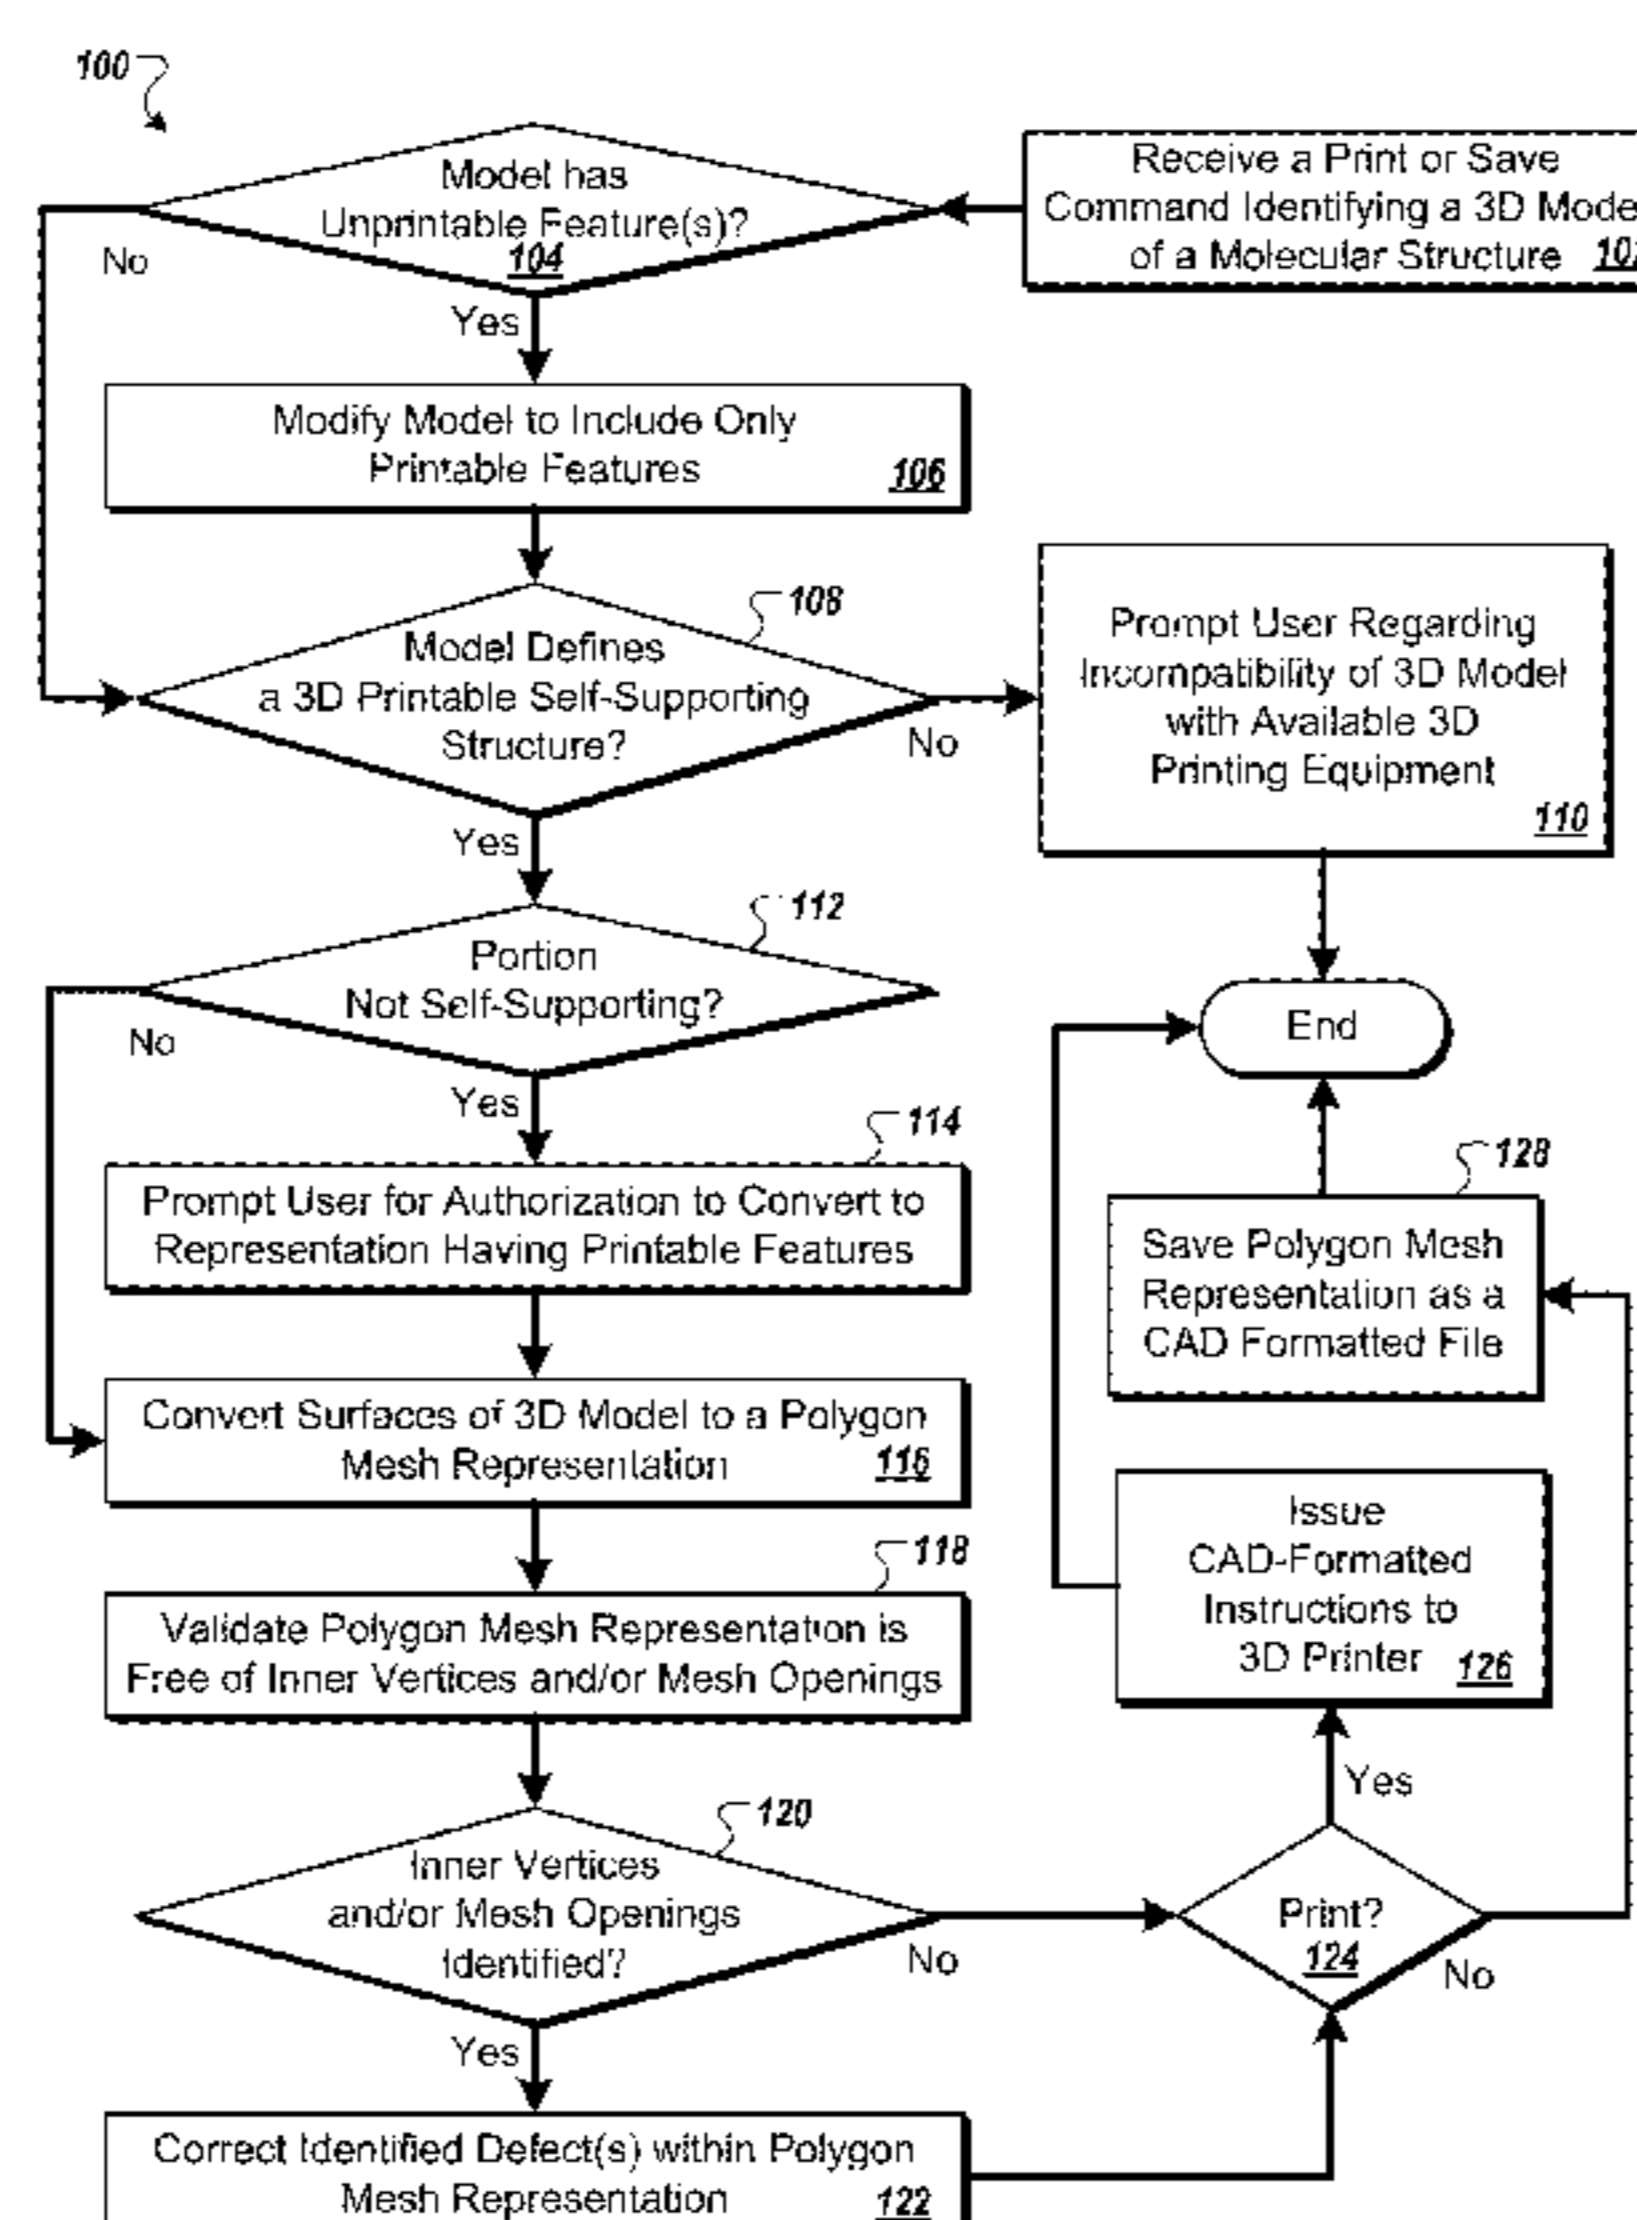 100
Receive a Print or Save
Command Identifying a 3D Mode
of a Molecular Structure
Model has
Unprintable Feature(s)?
104
No
Yes
Modify Model to Include Only
Printable Features 106
108
Model Defines
a 3D Printable Self-Supporting
Structure?
No
Yes
Prompt User Regarding
Incompatibility of 3D Model
with Available 3D
Printing Equipment
110
112
Portion
Not Self-Supporting?
No
Yes
End
114
Prompt User for Authorization to Convert to
Representation Having Printable Features
128
Save Polygon Mesh
Representation as a
CAD Formatted File
Convert Surfaces of 3D Model to a Polygon
Mesh Representation 116
118
Validate Polygon Mesh Representation is
Free of Inner Vertices and/or Mesh Openings
Issue
CAD-Formatted
Instructions to
3D Printer 126
Yes
120
Inner Vertices
and/or Mesh Openings
Identified?
No
Yes
Print?
124
No
Correct Identified Defect(s) within Polygon
Mesh Representation 122